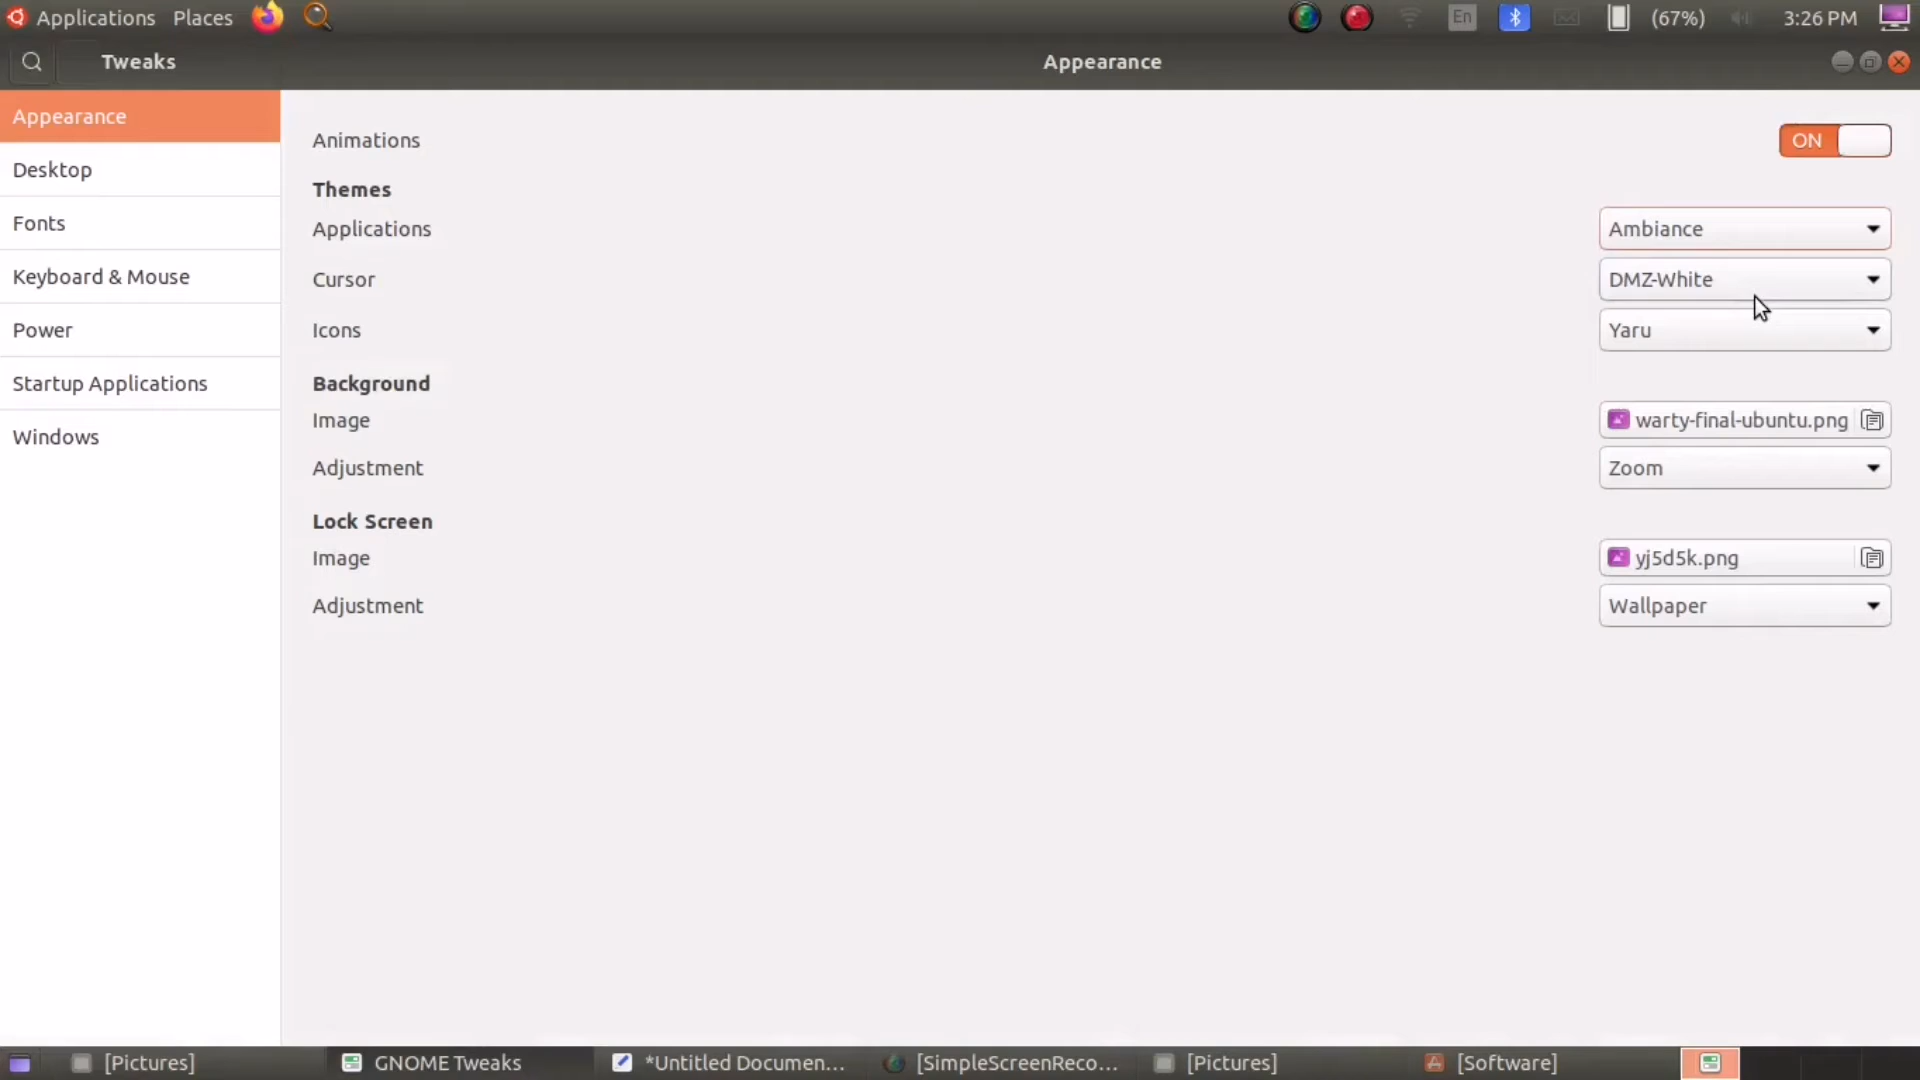 Applications Places En (67%) 3:26 PM
Tweaks Appearance
Appearance
Desktop
Fonts
Keyboard & Mouse
Power
Startup Applications
Windows
Animations ON
Themes
Applications Ambiance
Cursor DMZ-White
Icons Yaru
Background
Image warty-final-ubuntu.png
Adjustment Zoom
Lock Screen
Image yj5d5k.png
Adjustment Wallpaper
[Pictures] GNOME Tweaks *Untitled Documen... [SimpleScreenReco... [Pictures] [Software]